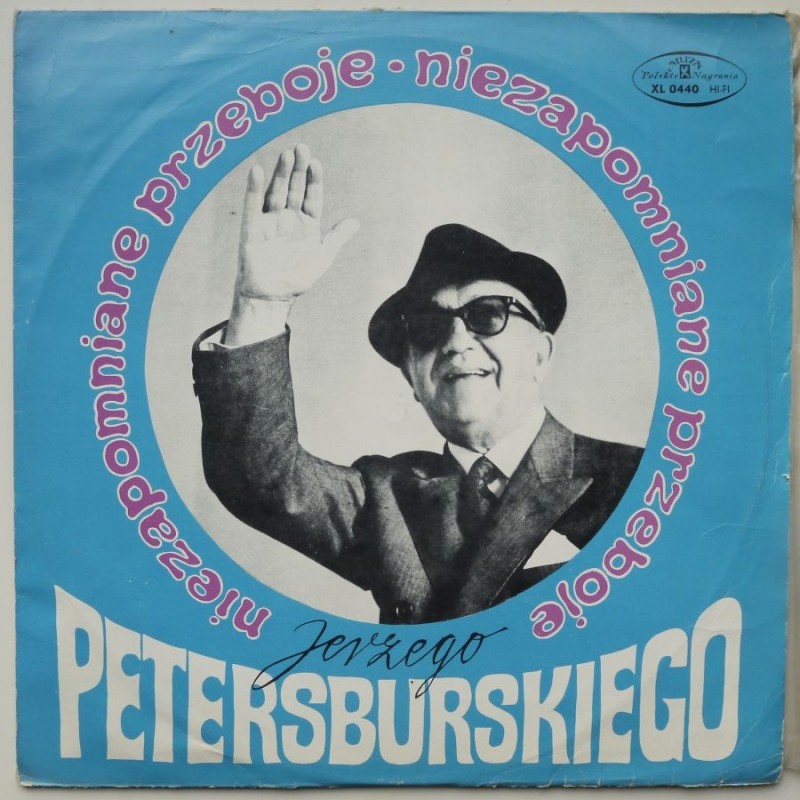 niezapomniane przeboje • niezapomniane przeboje
MUZA
Polskie Nagrania
XL 0440 HI-FI
Jerzego
PETERSBURSKIEGO